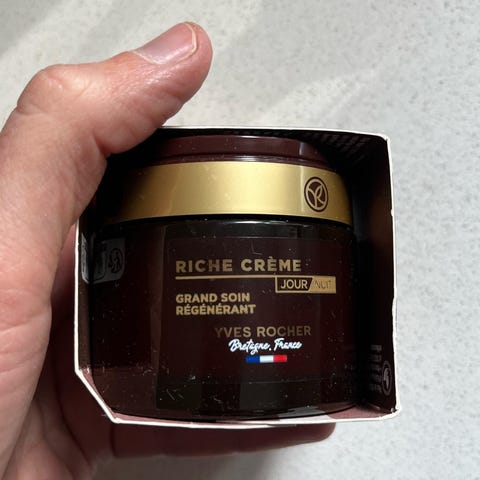 RICHE CRÈME
JOUR/NUIT
GRAND SOIN
RÉGÉNÉRANT
YVES ROCHER
Bretagne, France